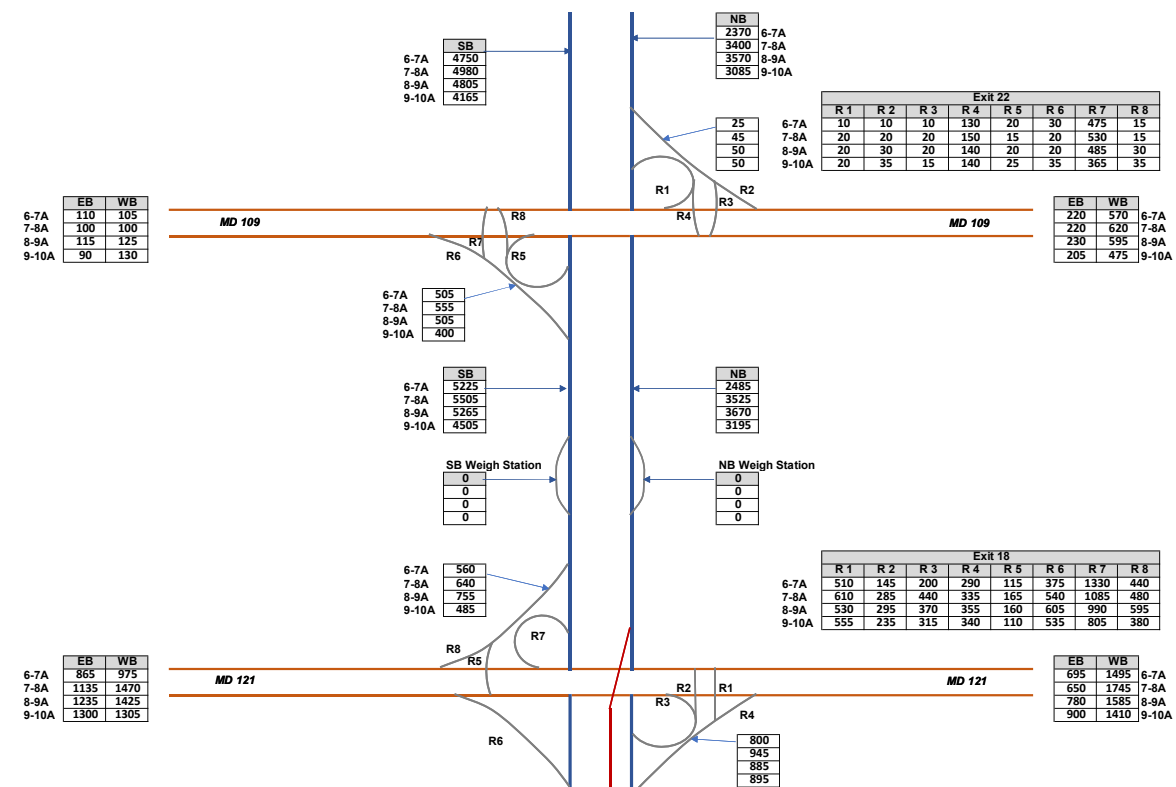 NB
2370 6-7A
3400 7-8A
3570 8-9A
3085 9-10A
SB
6-7A 4750
7-8A 4980
8-9A 4805
9-10A 4165
Exit 22
R 1 R 2 R 3 R 4 R 5 R 6 R 7 R 8
6-7A 10 10 10 130 20 30 475 15
7-8A 20 20 20 150 15 20 530 15
8-9A 20 30 20 140 20 20 485 30
9-10A 20 35 15 140 25 35 365 35
25
45
50
50
R1
R2
R3
R4
EB WB
6-7A 110 105
7-8A 100 100
8-9A 115 125
9-10A 90 130
MD 109
R8
R7
R6
R5
MD 109
EB WB
220 570 6-7A
220 620 7-8A
230 595 8-9A
205 475 9-10A
6-7A 505
7-8A 555
8-9A 505
9-10A 400
SB
6-7A 5225
7-8A 5505
8-9A 5265
9-10A 4505
NB
2485
3525
3670
3195
SB Weigh Station
0
0
0
0
NB Weigh Station
0
0
0
0
6-7A 560
7-8A 640
8-9A 755
9-10A 485
Exit 18
R 1 R 2 R 3 R 4 R 5 R 6 R 7 R 8
6-7A 510 145 200 290 115 375 1330 440
7-8A 610 285 440 335 165 540 1085 480
8-9A 530 295 370 355 160 605 990 595
9-10A 555 235 315 340 110 535 805 380
R7
R8
R5
EB WB
6-7A 865 975
7-8A 1135 1470
8-9A 1235 1425
9-10A 1300 1305
MD 121
MD 121
EB WB
695 1495 6-7A
650 1745 7-8A
780 1585 8-9A
900 1410 9-10A
R2
R1
R3
R4
R6
800
945
885
895